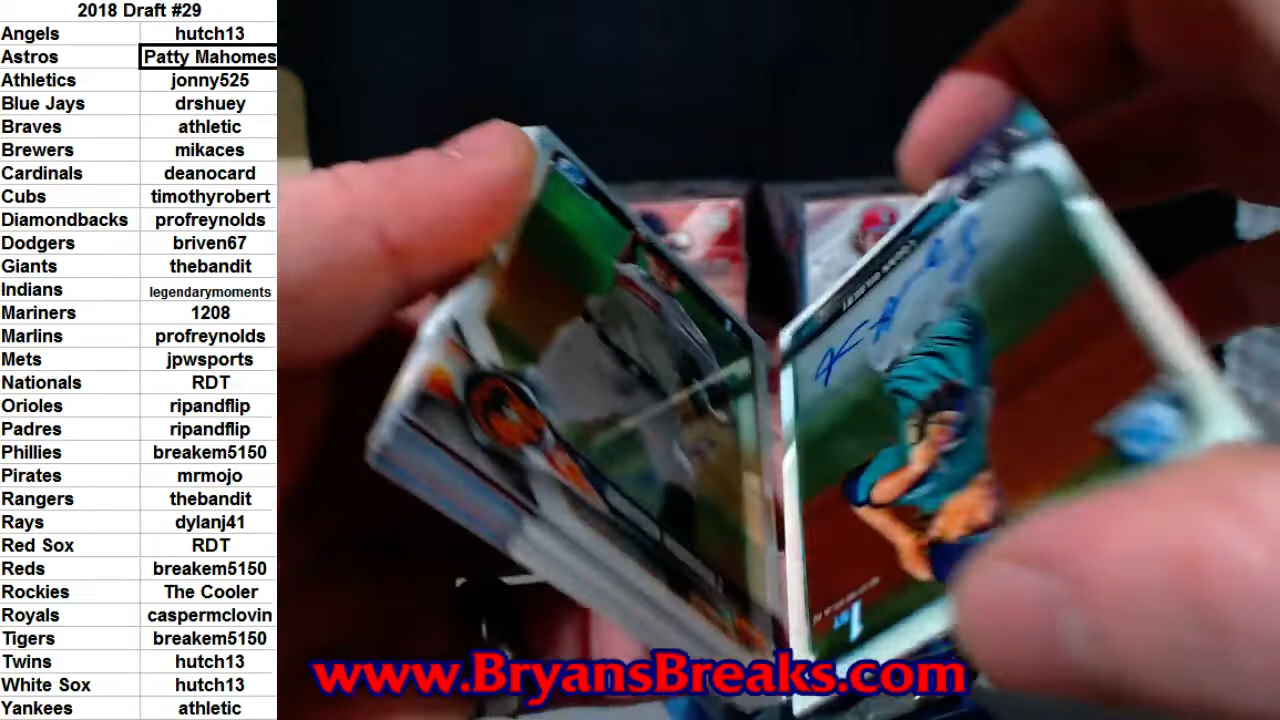 2018 Draft #29
Angels hutch13
Astros Patty Mahomes
Athletics jonny525
Blue Jays drshuey
Braves athletic
Brewers mikaces
Cardinals deanocard
Cubs timothyrobert
Diamondbacks profreynolds
Dodgers briven67
Giants thebandit
Indians legendarymoments
Mariners 1208
Marlins profreynolds
Mets jpwsports
Nationals RDT
Orioles ripandflip
Padres ripandflip
Phillies breakem5150
Pirates mrmojo
Rangers thebandit
Rays dylanj41
Red Sox RDT
Reds breakem5150
Rockies The Cooler
Royals caspermclovin
Tigers breakem5150
Twins hutch13
White Sox hutch13
Yankees athletic
1ST
www.BryansBreaks.com